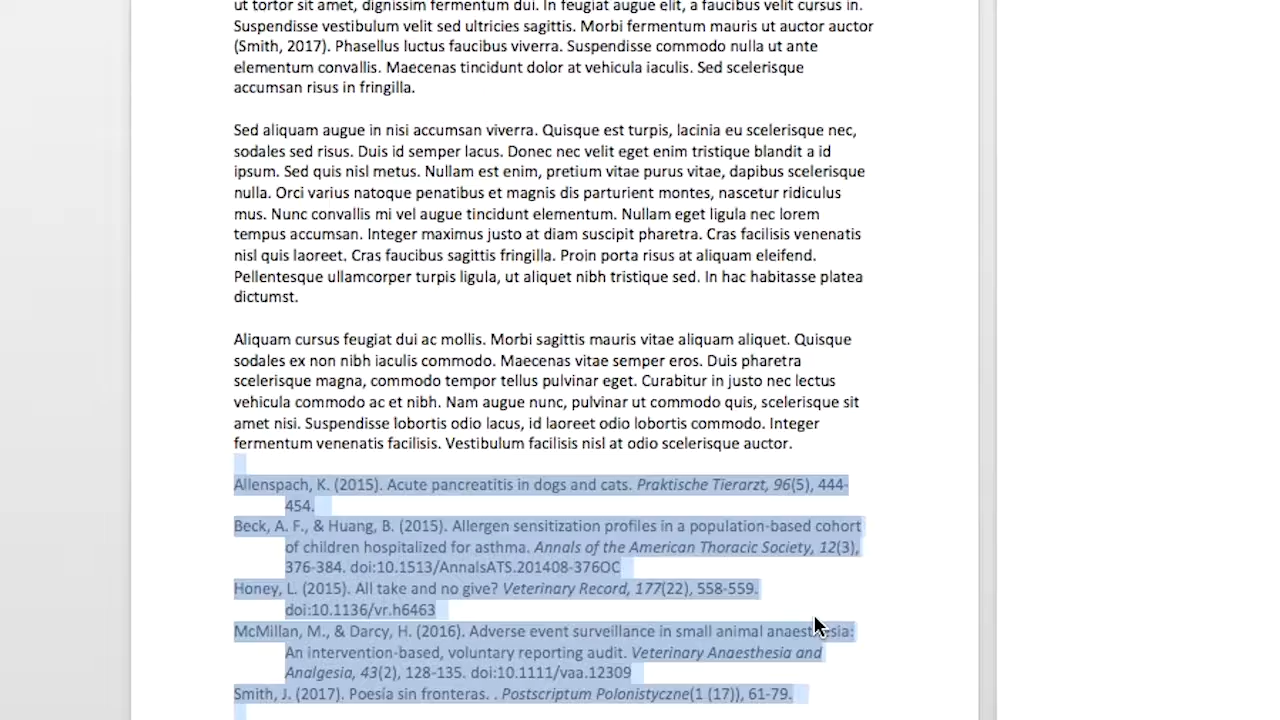 ut tortor sit amet, dignissim fermentum dui. In feugiat augue elit, a faucibus velit cursus in.
Suspendisse vestibulum velit sed ultricies sagittis. Morbi fermentum mauris ut auctor auctor
(Smith, 2017). Phasellus luctus faucibus viverra. Suspendisse commodo nulla ut ante
elementum convallis. Maecenas tincidunt dolor at vehicula iaculis. Sed scelerisque
accumsan risus in fringilla.
Sed aliquam augue in nisi accumsan viverra. Quisque est turpis, lacinia eu scelerisque nec,
sodales sed risus. Duis id semper lacus. Donec nec velit eget enim tristique blandit a id
ipsum. Sed quis nisl metus. Nullam est enim, pretium vitae purus vitae, dapibus scelerisque
nulla. Orci varius natoque penatibus et magnis dis parturient montes, nascetur ridiculus
mus. Nunc convallis mi vel augue tincidunt elementum. Nullam eget ligula nec lorem
tempus accumsan. Integer maximus justo at diam suscipit pharetra. Cras facilisis venenatis
nisl quis laoreet. Cras faucibus sagittis fringilla. Proin porta risus at aliquam eleifend.
Pellentesque ullamcorper turpis ligula, ut aliquet nibh tristique sed. In hac habitasse platea
dictumst.
Aliquam cursus feugiat dui ac mollis. Morbi sagittis mauris vitae aliquam aliquet. Quisque
sodales ex non nibh iaculis commodo. Maecenas vitae semper eros. Duis pharetra
scelerisque magna, commodo tempor tellus pulvinar eget. Curabitur in justo nec lectus
vehicula commodo ac et nibh. Nam augue nunc, pulvinar ut commodo quis, scelerisque sit
amet nisi. Suspendisse lobortis odio lacus, id laoreet odio lobortis commodo. Integer
fermentum venenatis facilisis. Vestibulum facilisis nisl at odio scelerisque auctor.
Allenspach, K. (2015). Acute pancreatitis in dogs and cats. Praktische Tierarzt, 96(5), 444-
454.
Beck, A. F., & Huang, B. (2015). Allergen sensitization profiles in a population-based cohort
of children hospitalized for asthma. Annals of the American Thoracic Society, 12(3),
376-384. doi:10.1513/AnnalsATS.201408-376OC
Honey, L. (2015). All take and no give? Veterinary Record, 177(22), 558-559.
doi:10.1136/vr.h6463
McMillan, M., & Darcy, H. (2016). Adverse event surveillance in small animal anaesthesia:
An intervention-based, voluntary reporting audit. Veterinary Anaesthesia and
Analgesia, 43(2), 128-135. doi:10.1111/vaa.12309
Smith, J. (2017). Poesía sin fronteras. . Postscriptum Polonistyczne(1 (17)), 61-79.